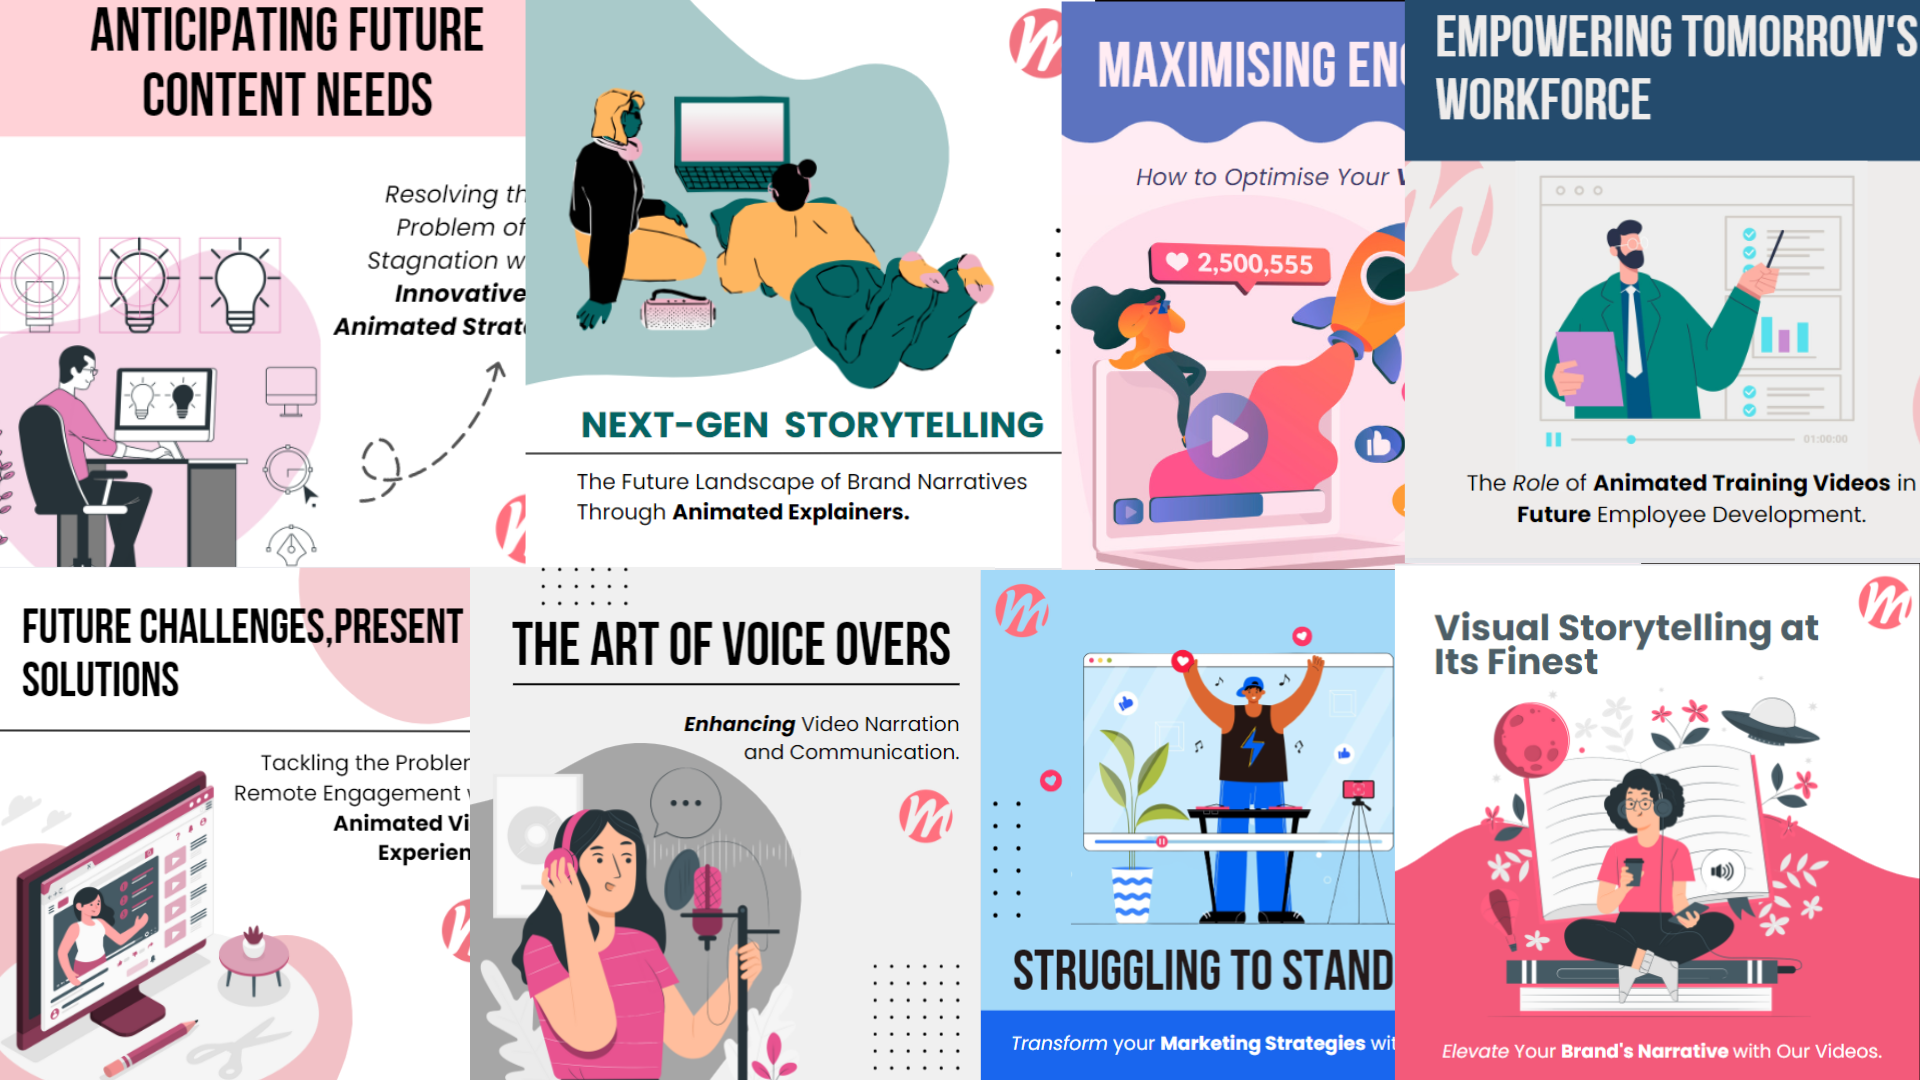 ANTICIPATING FUTURE
CONTENT NEEDS
Resolving th
Problem of
Stagnation w
Innovative
Animated Strat
NEXT-GEN STORYTELLING
The Future Landscape of Brand Narratives
Through Animated Explainers.
MAXIMISING EN
How to Optimise Your
2,500,555
EMPOWERING TOMORROW'S
WORKFORCE
01:00:00
The Role of Animated Training Videos in
Future Employee Development.
FUTURE CHALLENGES,PRESENT
SOLUTIONS
Tackling the Proble
Remote Engagement
Animated Vi
Experien
THE ART OF VOICE OVERS
Enhancing Video Narration
and Communication.
STRUGGLING TO STAND
Transform your Marketing Strategies wit
Visual Storytelling at
Its Finest
Elevate Your Brand's Narrative with Our Videos.